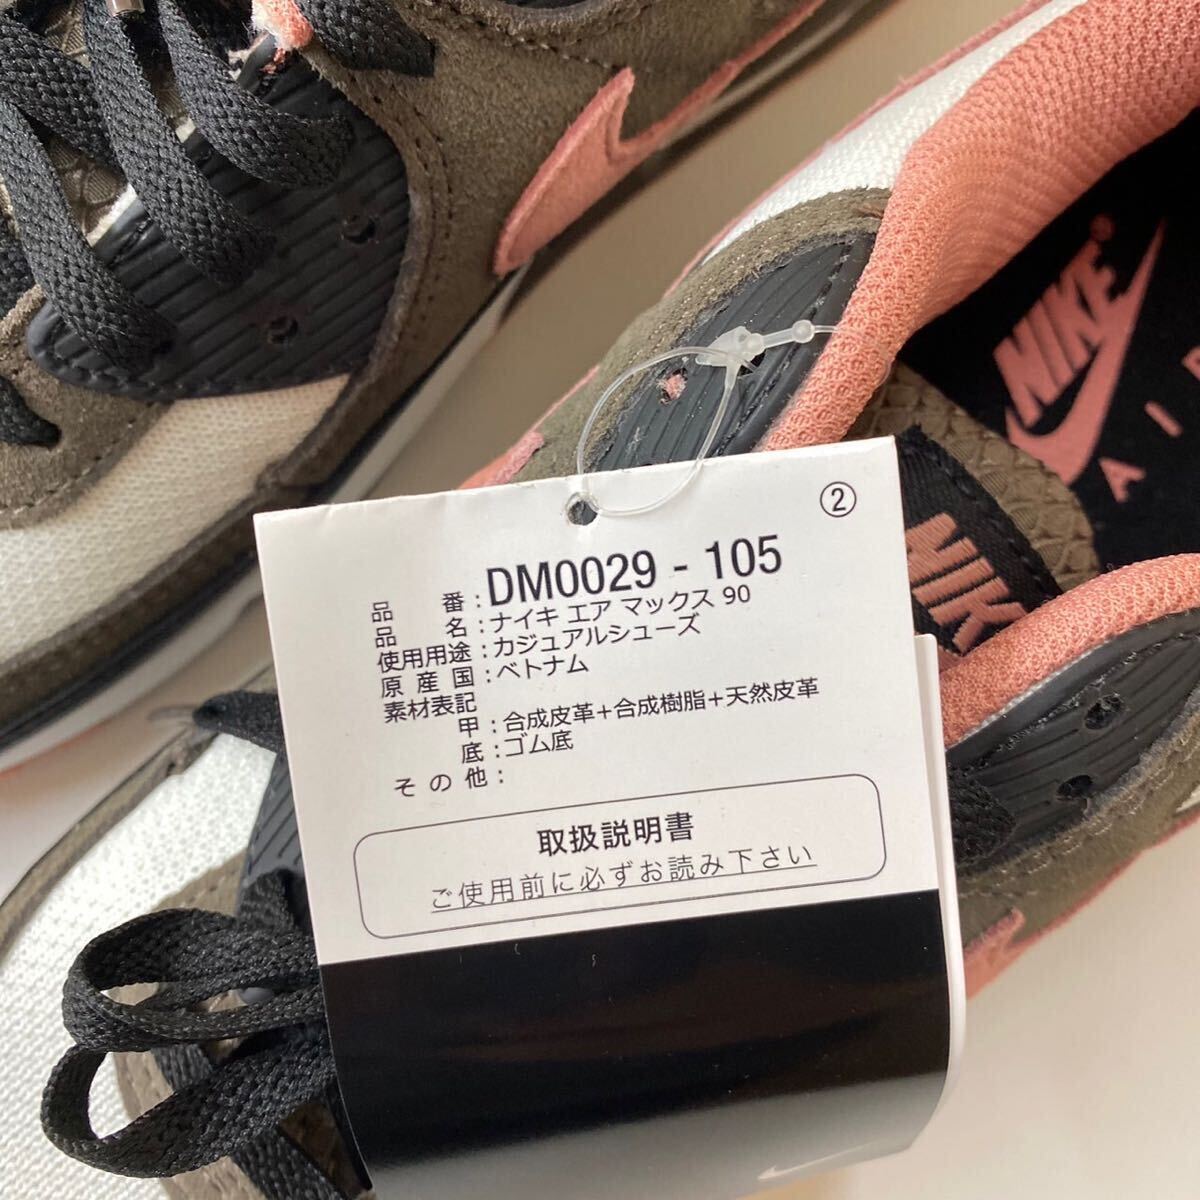 ②
品番:DM0029-105
品名:ナイキ エア マックス 90
使用用途:カジュアルシューズ
原産国:ベトナム
素材表記
甲:合成皮革+合成樹脂+天然皮革
底:ゴム底
その他:
取扱説明書
ご使用前に必ずお読み下さい
NIKE
A I R
NIKE